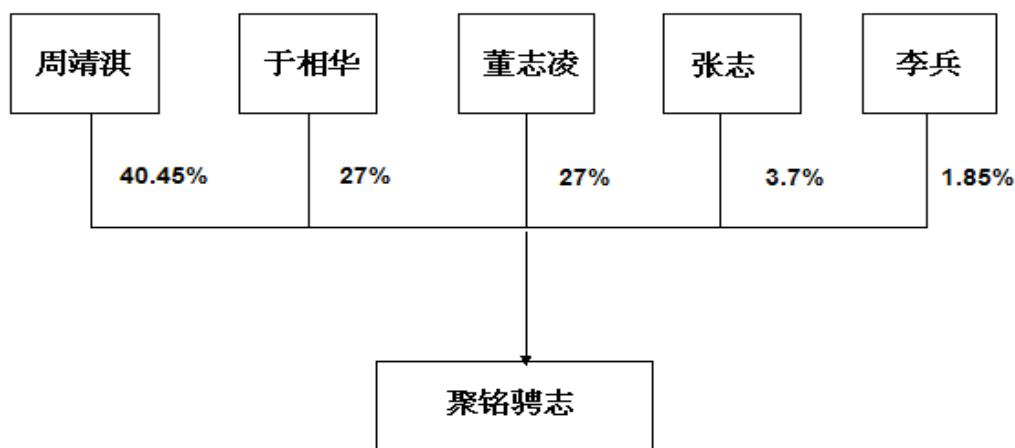 周靖淇
于相华
董志凌
张志
李兵
40.45%
27%
27%
3.7%
1.85%
聚铭骋志